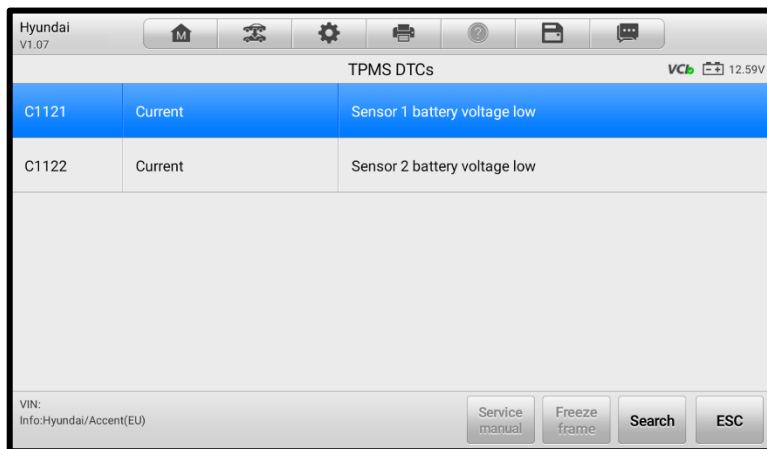 Hyundai
V1.07
M
?
TPMS DTCs
VCI
12.59V
C1121 Current Sensor 1 battery voltage low
C1122 Current Sensor 2 battery voltage low
VIN:
Info:Hyundai/Accent(EU)
Service
manual
Freeze
frame
Search
ESC